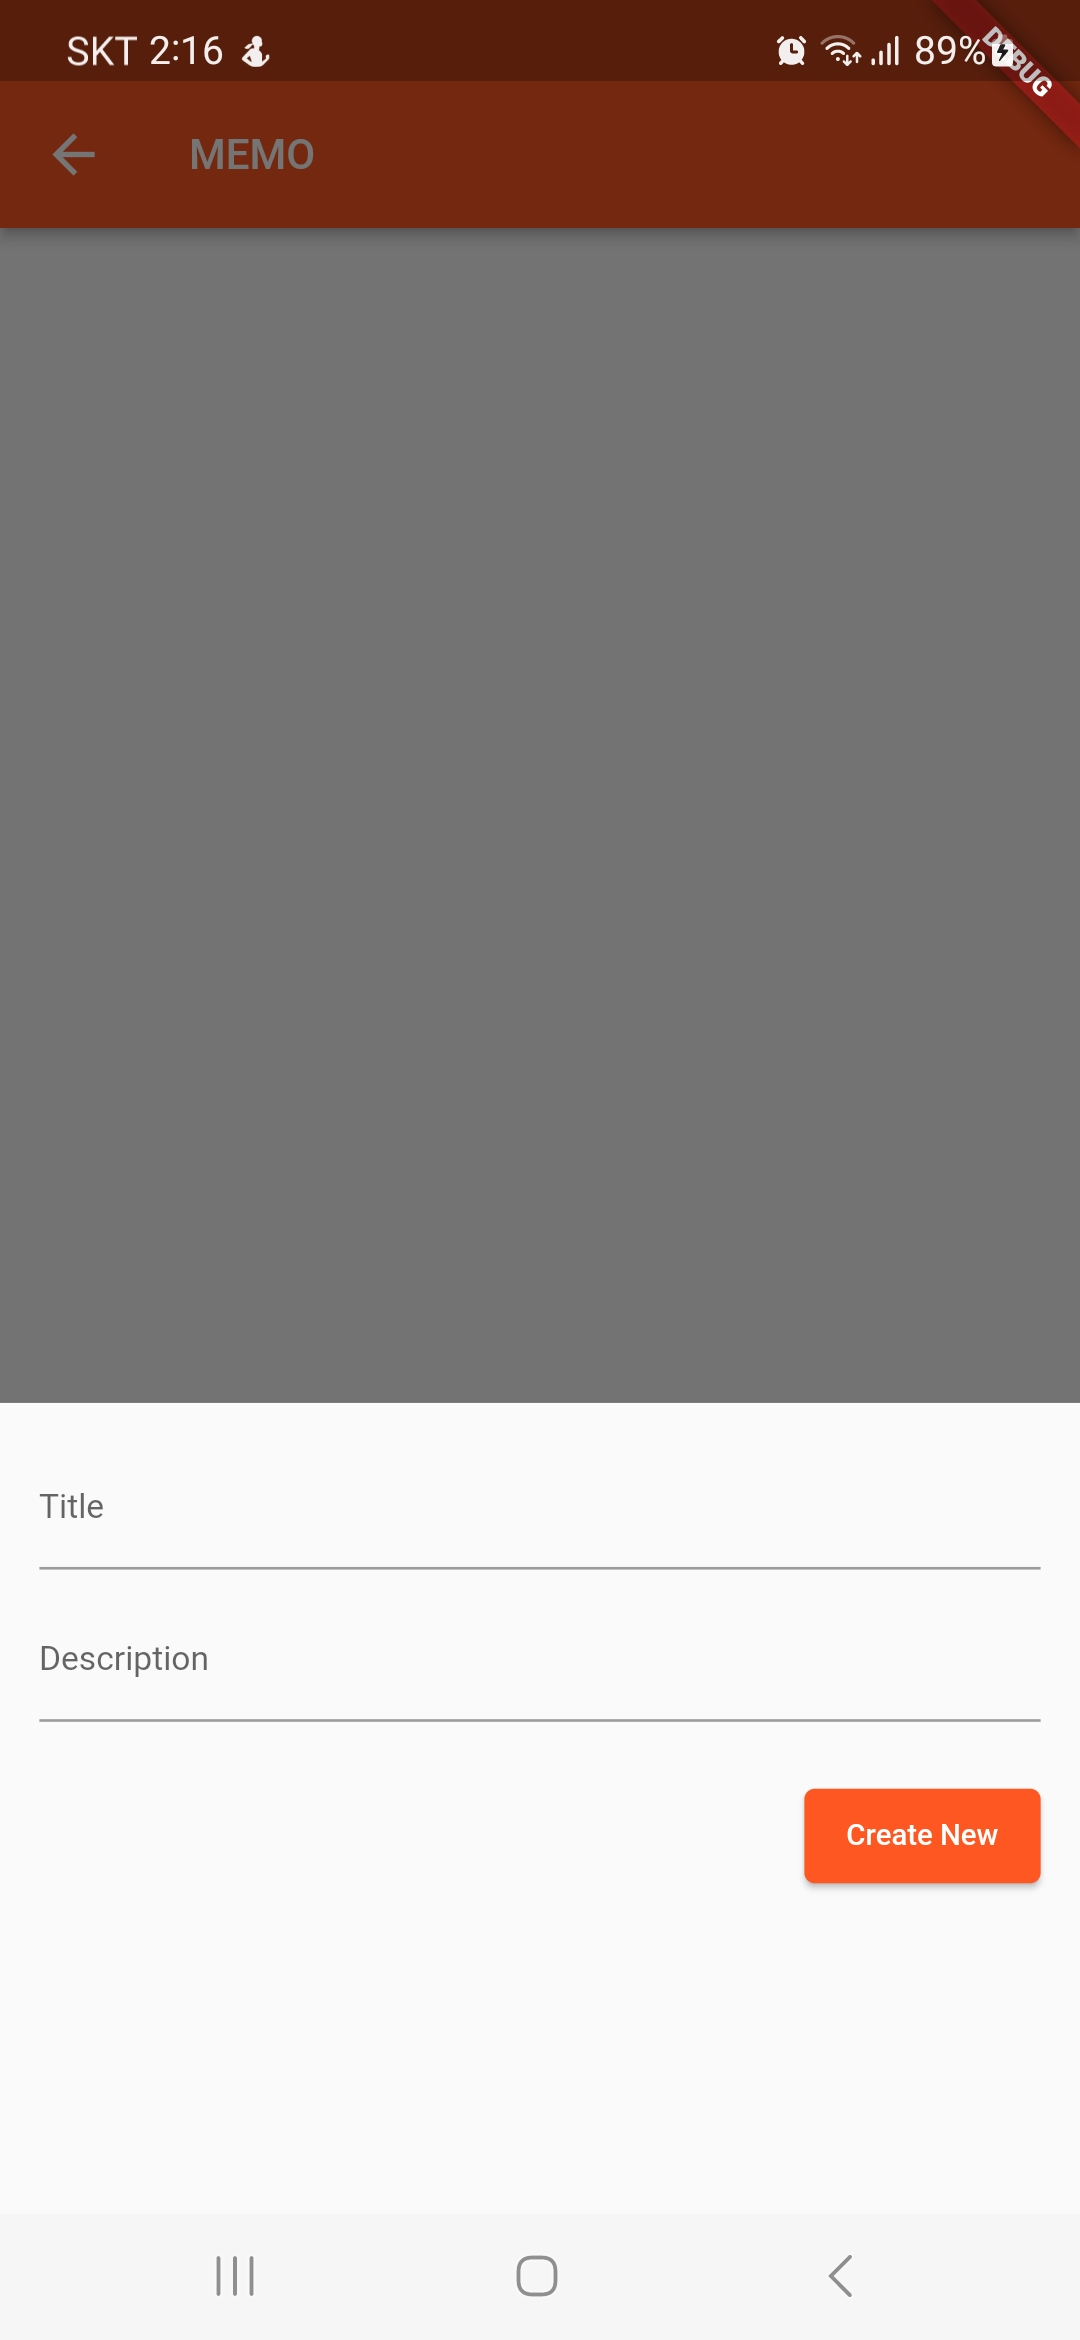 SKT 2:16
89%
DEBUG
MEMO
Title
Description
Create New